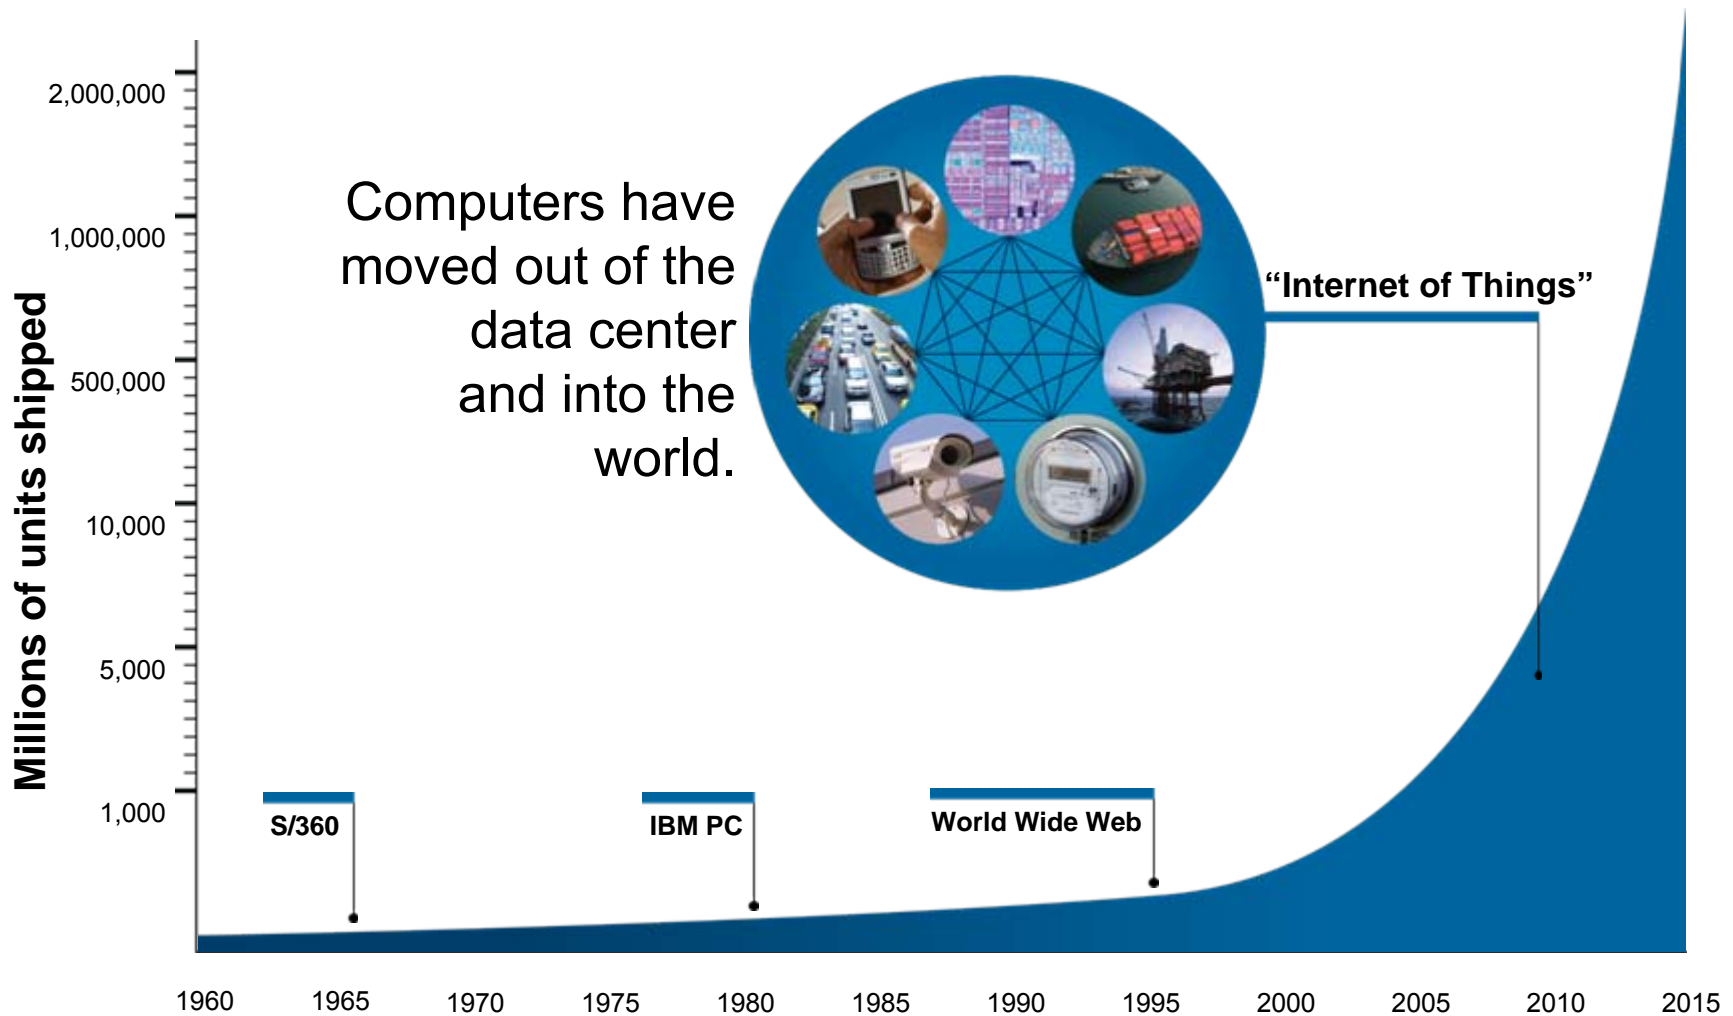 2,000,000
1,000,000
500,000
10,000
5,000
1,000
Millions of units shipped
Computers have
moved out of the
data center
and into the
world.
“Internet of Things”
S/360
IBM PC
World Wide Web
1960 1965 1970 1975 1980 1985 1990 1995 2000 2005 2010 2015